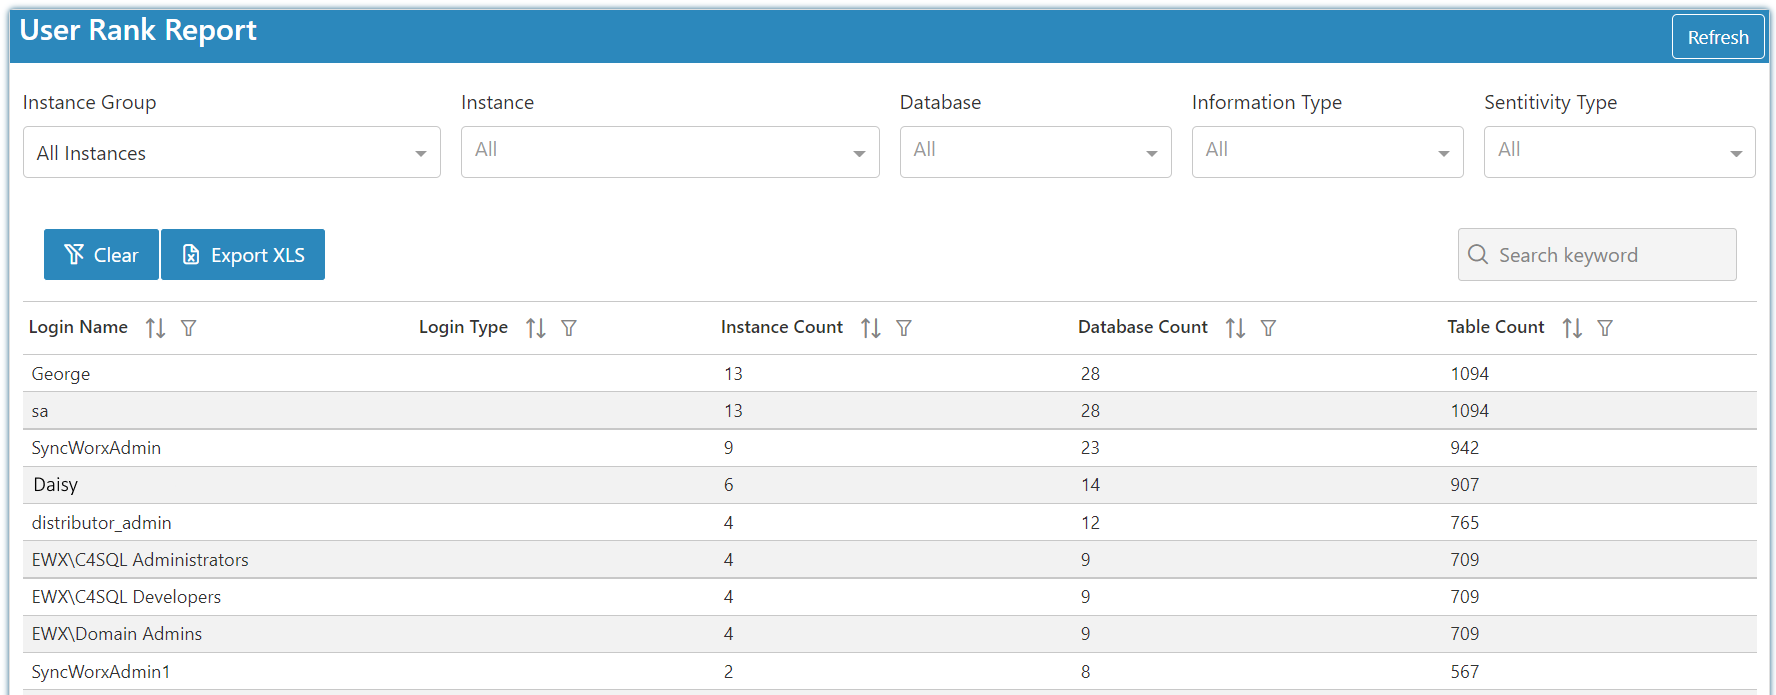 User Rank Report
Refresh
Instance Group Instance Database Information Type Sentitivity Type
All Instances All All All All
Clear Export XLS Search keyword
Login Name Login Type Instance Count Database Count Table Count
George 13 28 1094
sa 13 28 1094
SyncWorxAdmin 9 23 942
Daisy 6 14 907
distributor_admin 4 12 765
EWX\C4SQL Administrators 4 9 709
EWX\C4SQL Developers 4 9 709
EWX\Domain Admins 4 9 709
SyncWorxAdmin1 2 8 567